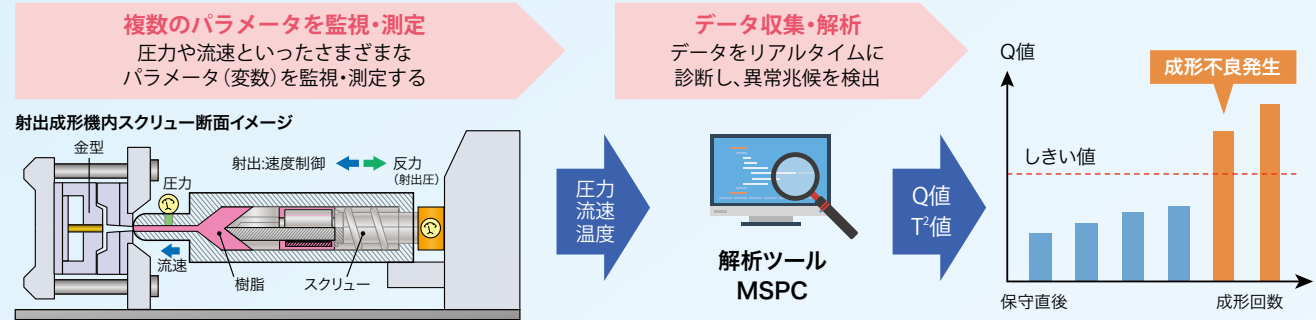 複数のパラメータを監視・測定
圧力や流速といったさまざまな
パラメータ（変数）を監視・測定する
データ収集・解析
データをリアルタイムに
診断し、異常兆候を検出
射出成形機内スクリュー断面イメージ
金型
圧力
射出:速度制御
反力
（射出圧）
流速
樹脂
スクリュー
圧力
流速
温度
解析ツール
MSPC
Q値
T²値
Q値
成形不良発生
しきい値
保守直後
成形回数